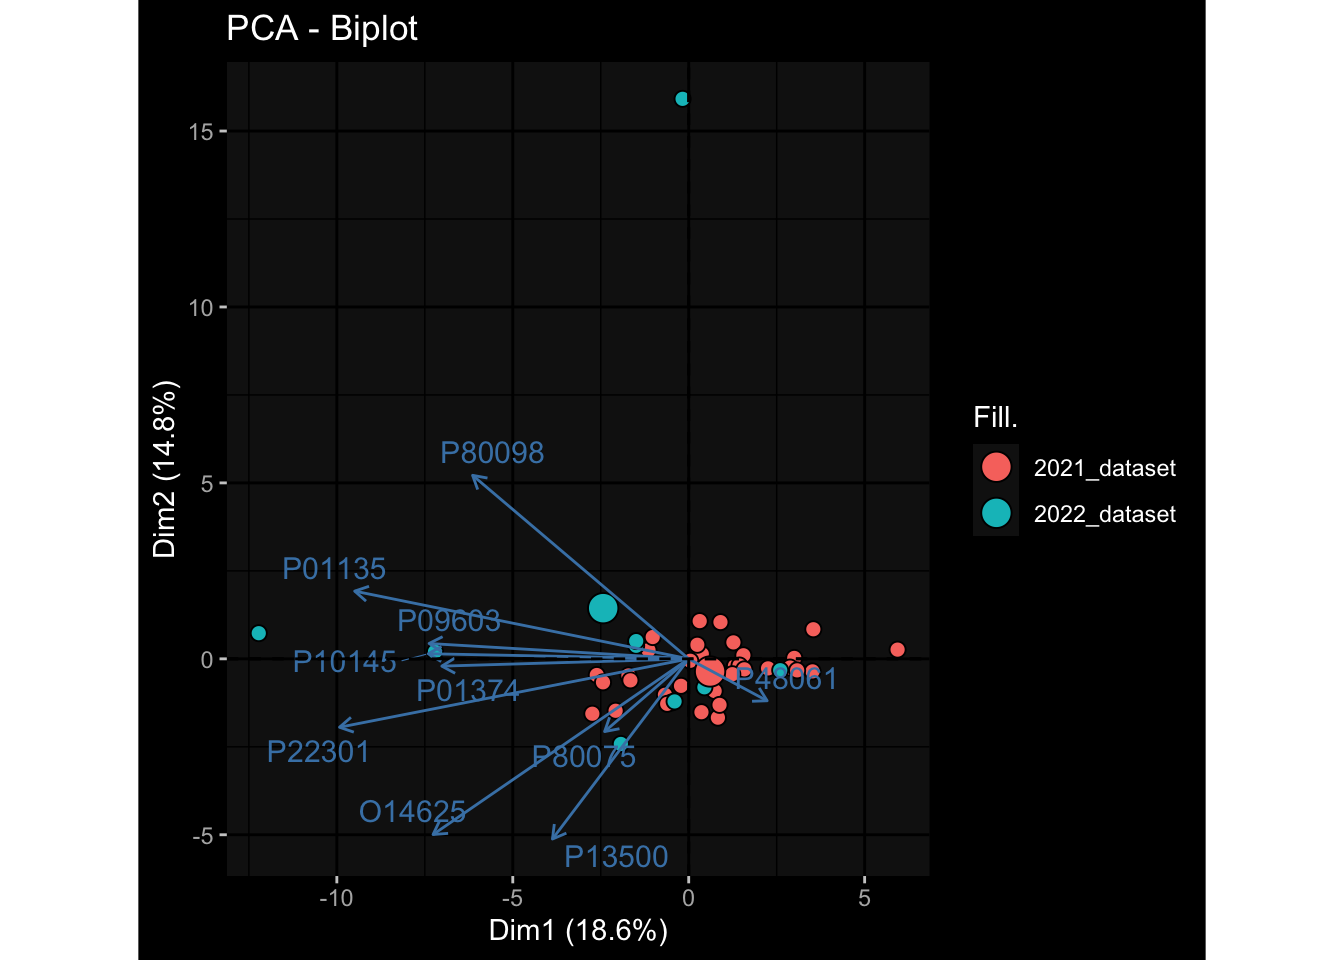 PCA - Biplot
15
10
5
0
-5
Dim2 (14.8%)
P80098
P01135
P09603
P10145
P01374
P48061
P22301
P80075
O14625
P13500
-10
-5
0
5
Dim1 (18.6%)
Fill.
2021_dataset
2022_dataset